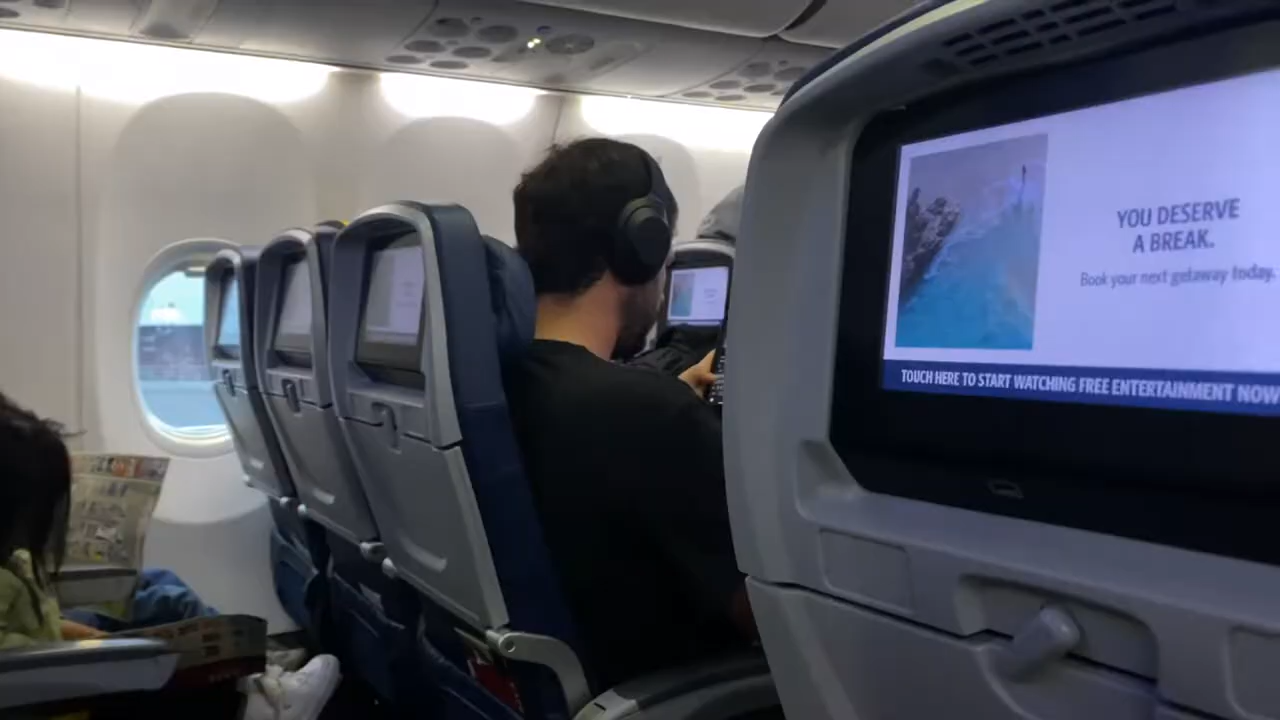 YOU DESERVE
A BREAK.
Book your next getaway today.
TOUCH HERE TO START WATCHING FREE ENTERTAINMENT NOW